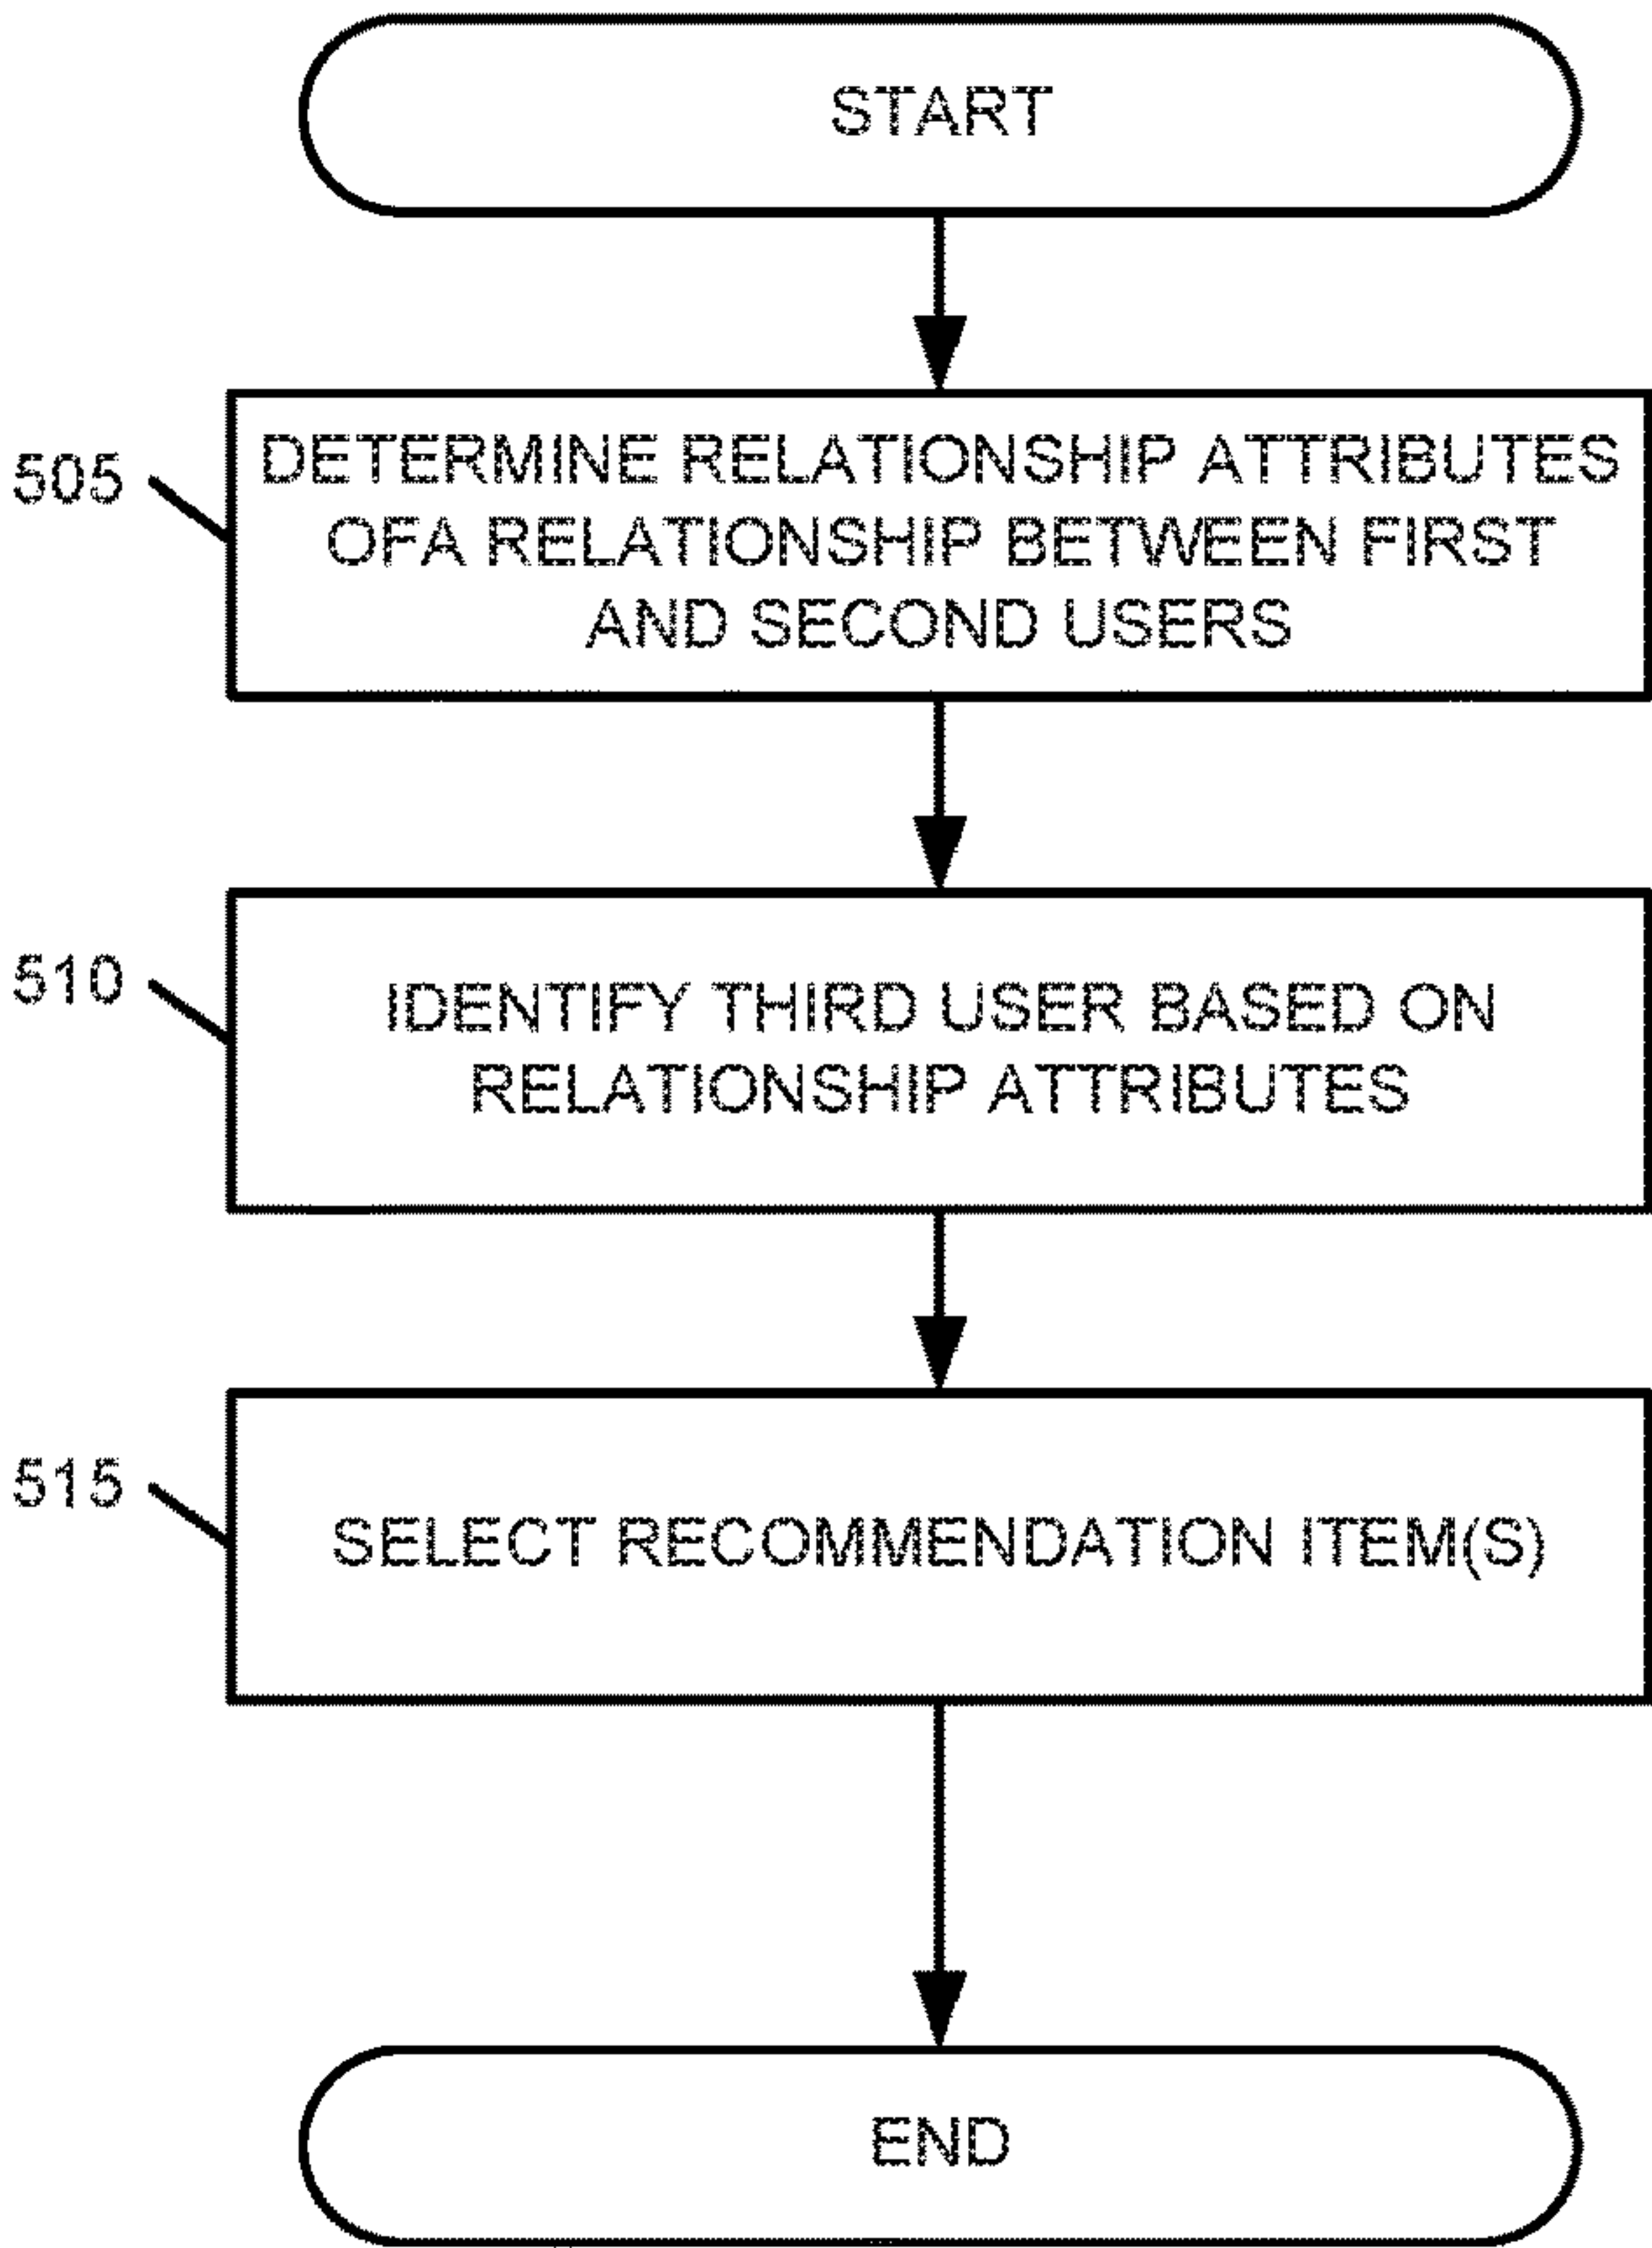 START
505
DETERMINE RELATIONSHIP ATTRIBUTES
OFA RELATIONSHIP BETWEEN FIRST
AND SECOND USERS
510
IDENTIFY THIRD USER BASED ON
RELATIONSHIP ATTRIBUTES
515
SELECT RECOMMENDATION ITEM(S)
END